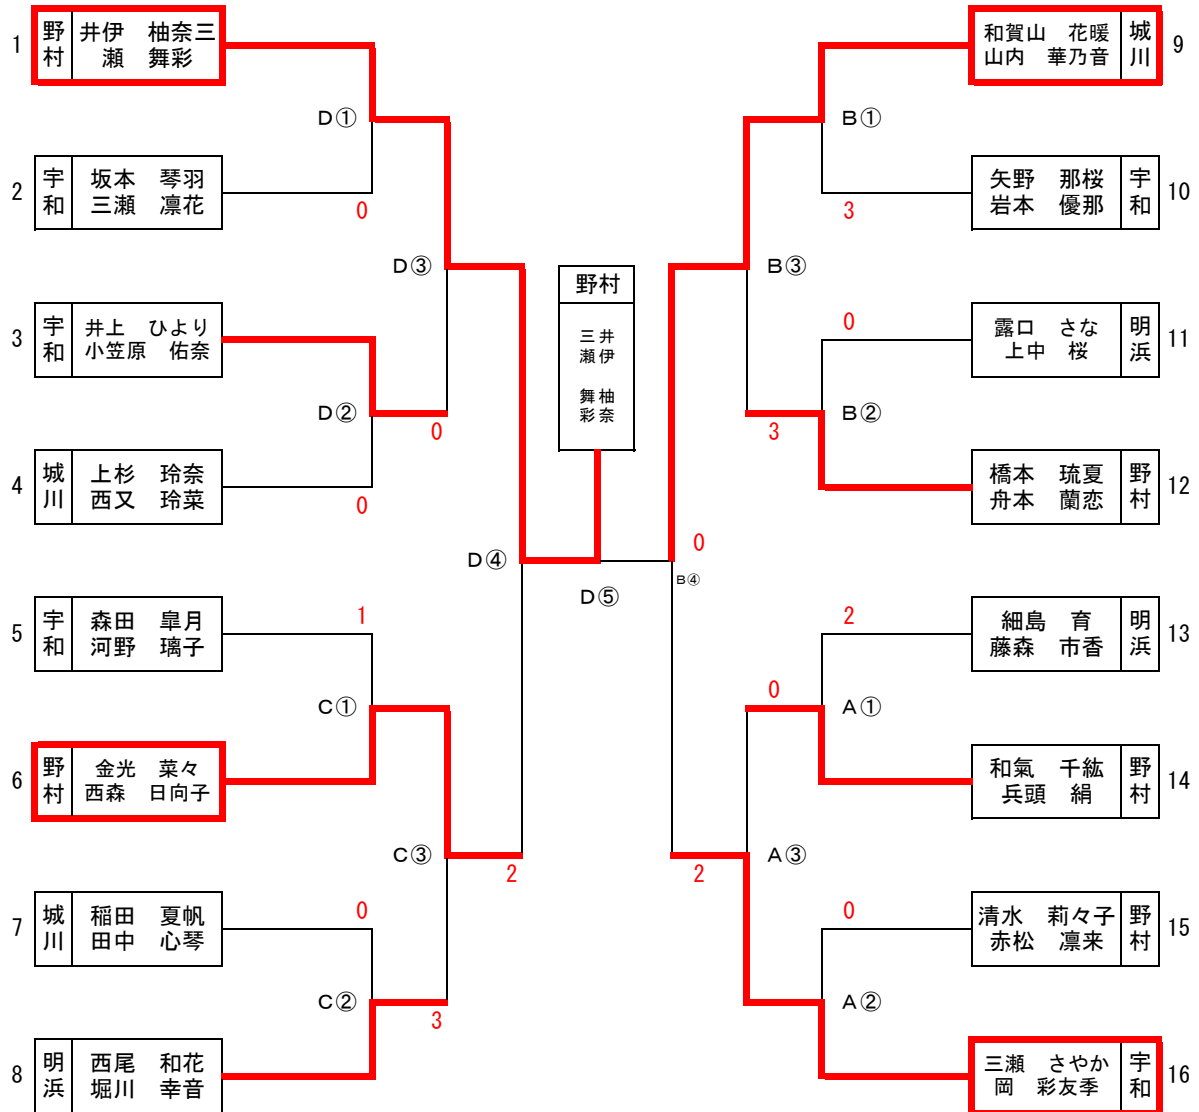 1 野村 井伊　柚奈三
瀬　舞彩
D①
2 宇和 坂本　琴羽
三瀬　凛花
0
D③
3 宇和 井上　ひより
小笠原　佑奈
D②
0
4 城川 上杉　玲奈
西又　玲菜
0
D④
5 宇和 森田　皐月
河野　璃子
1
C①
6 野村 金光　菜々
西森　日向子
C③
2
7 城川 稲田　夏帆
田中　心琴
0
C②
3
8 明浜 西尾　和花
堀川　幸音
野村
井伊　柚奈
三瀬　舞彩
D⑤
和賀山　花暖 城川 9
山内　華乃音
B①
矢野　那桜 宇和 10
岩本　優那
3
B③
0
露口　さな 明浜 11
上中　桜
B②
3
橋本　琉夏 野村 12
舟本　蘭恋
0
B④
2
細島　育 明浜 13
藤森　市香
0
A①
和氣　千紘 野村 14
兵頭　絹
A③
2
0
清水　莉々子 野村 15
赤松　凛来
A②
三瀬　さやか 宇和 16
岡　彩友季